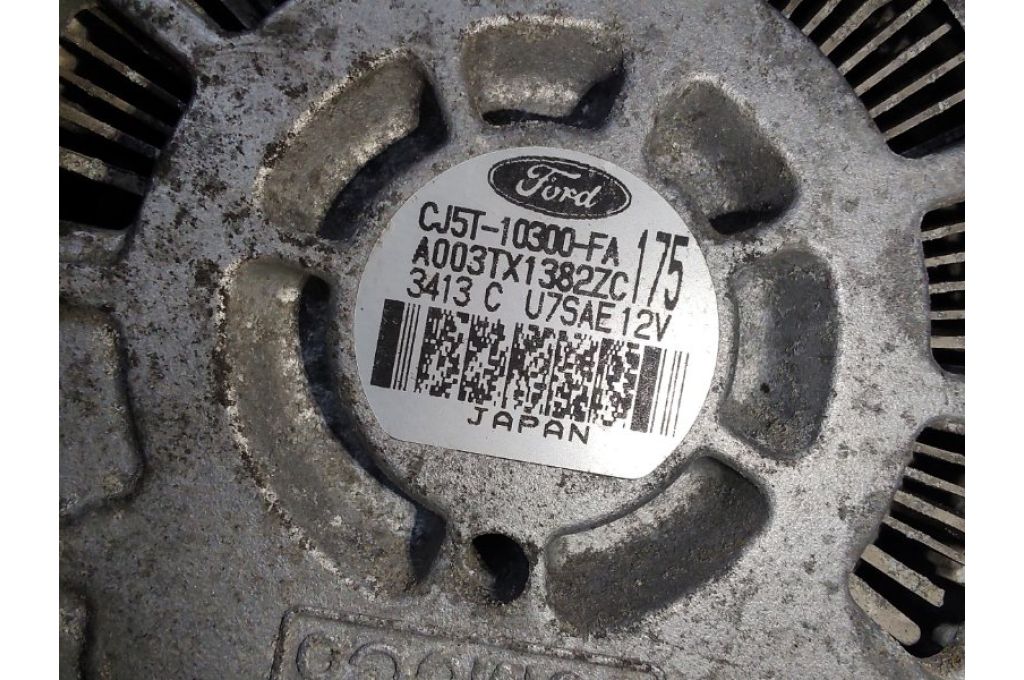 Ford
CJ5T-10300-FA
A003TX1382ZC 175
3413 C U7SAE 12V
JAPAN